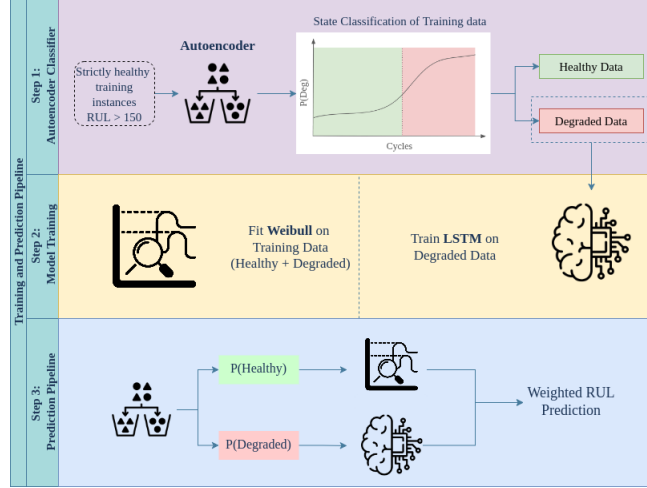 Training and Prediction Pipeline
Step 1:
Autoencoder Classifier
Strictly healthy
training
instances
RUL > 150
Autoencoder
State Classification of Training data
P(Deg)
Cycles
Healthy Data
Degraded Data
Step 2:
Model Training
Fit Weibull on
Training Data
(Healthy + Degraded)
Train LSTM on
Degraded Data
Step 3:
Prediction Pipeline
P(Healthy)
P(Degraded)
Weighted RUL
Prediction